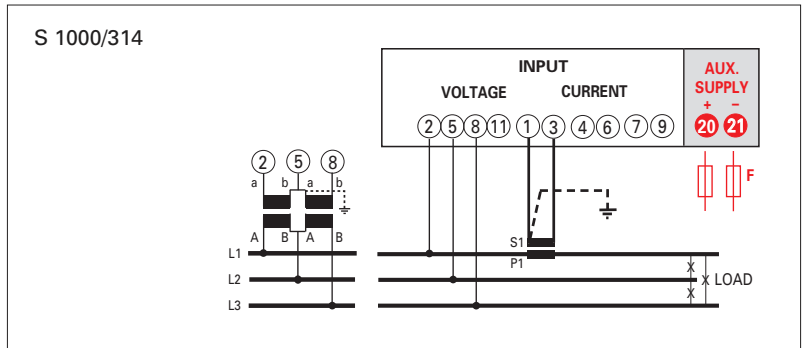 S 1000/314
INPUT
AUX.
SUPPLY
VOLTAGE CURRENT
+ −
2 5 8 11 1 3 4 6 7 9 20 21
2 5 8
a b a b
F
A B A B
S1
P1
L1
L2
L3
X
X LOAD
X